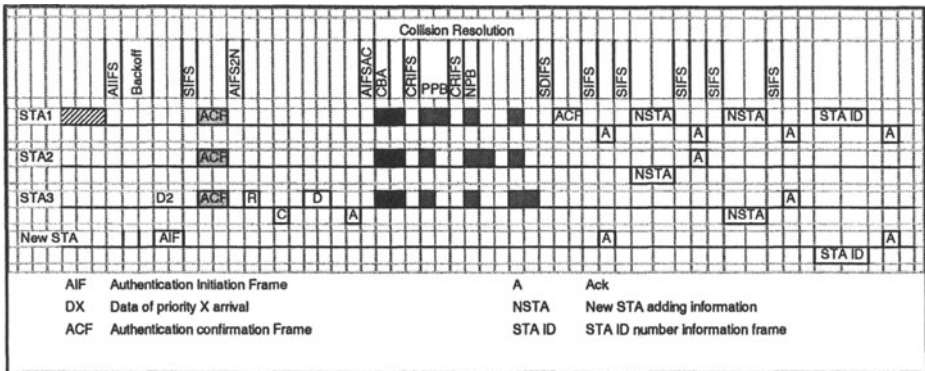 Collision Resolution
AIIFS
Backoff
SIFS
AIFS2N
AIFSAC
CBA
CRIFS
PPB
CRIFS
NPB
SDIFS
SIFS
SIFS
SIFS
SIFS
SIFS
STA1 ACF ACF NSTA NSTA STA ID
A A A A
STA2 ACF A
NSTA
STA3 D2 ACF R D A
C A NSTA
New STA AIF A A
STA ID
AIF Authentication Initiation Frame A Ack
DX Data of priority X arrival NSTA New STA adding information
ACF Authentication confirmation Frame STA ID STA ID number information frame